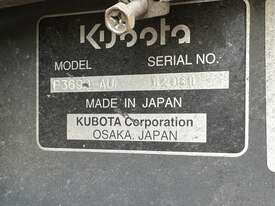 Kubota
MODEL SERIAL NO.
MADE IN JAPAN
KUBOTA Corporation
OSAKA, JAPAN